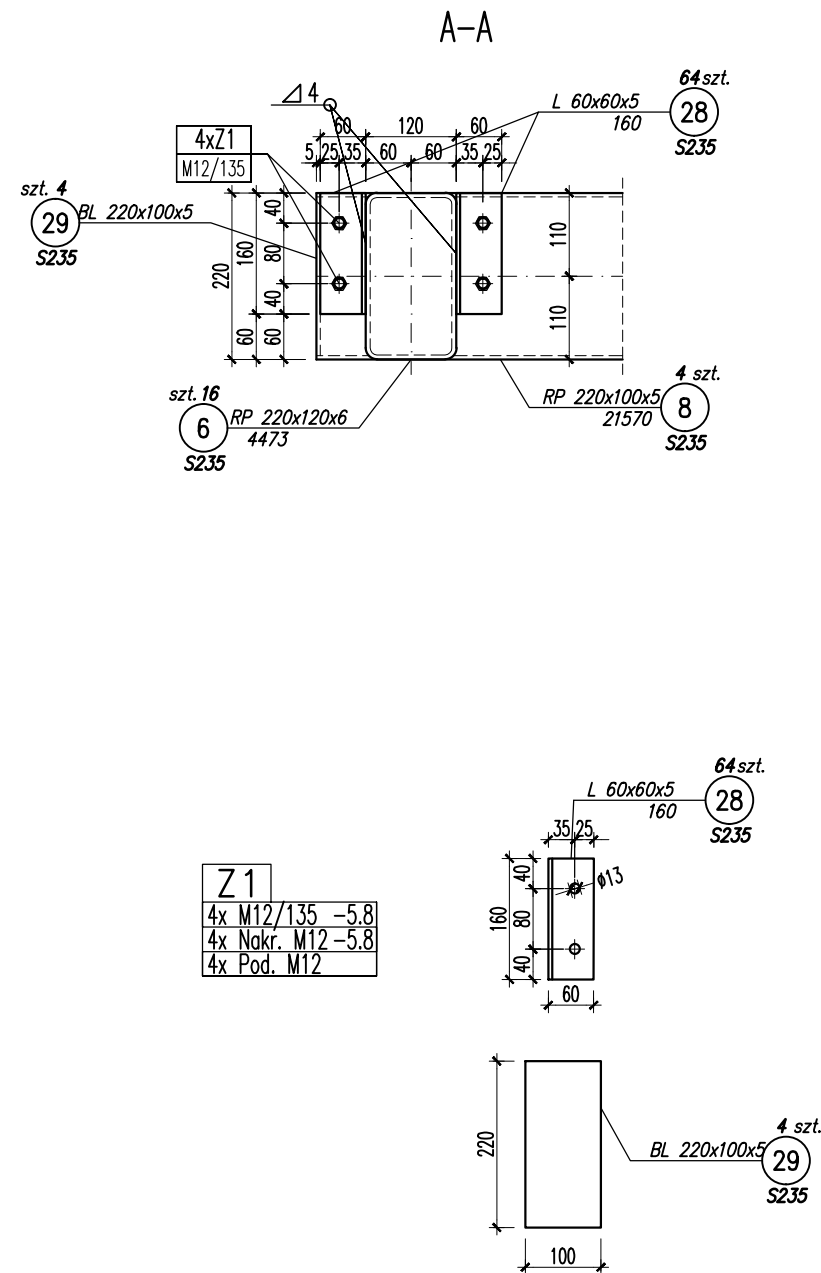 A-A
64 szt.
L 60x60x5
28
160
S235
4
60
120
60
4xZ1
M12/135
5
25
35
60
60
35
25
szt. 4
29
BL 220x100x5
S235
220
160
60
40
80
40
60
110
110
szt. 16
6
RP 220x120x6
4473
S235
4 szt.
RP 220x100x5
8
21570
S235
64 szt.
L 60x60x5
28
160
S235
35
25
40
ø13
160
80
40
60
Z1
4x M12/135 -5.8
4x Nakr. M12 -5.8
4x Pod. M12
220
4 szt.
BL 220x100x5
29
S235
100